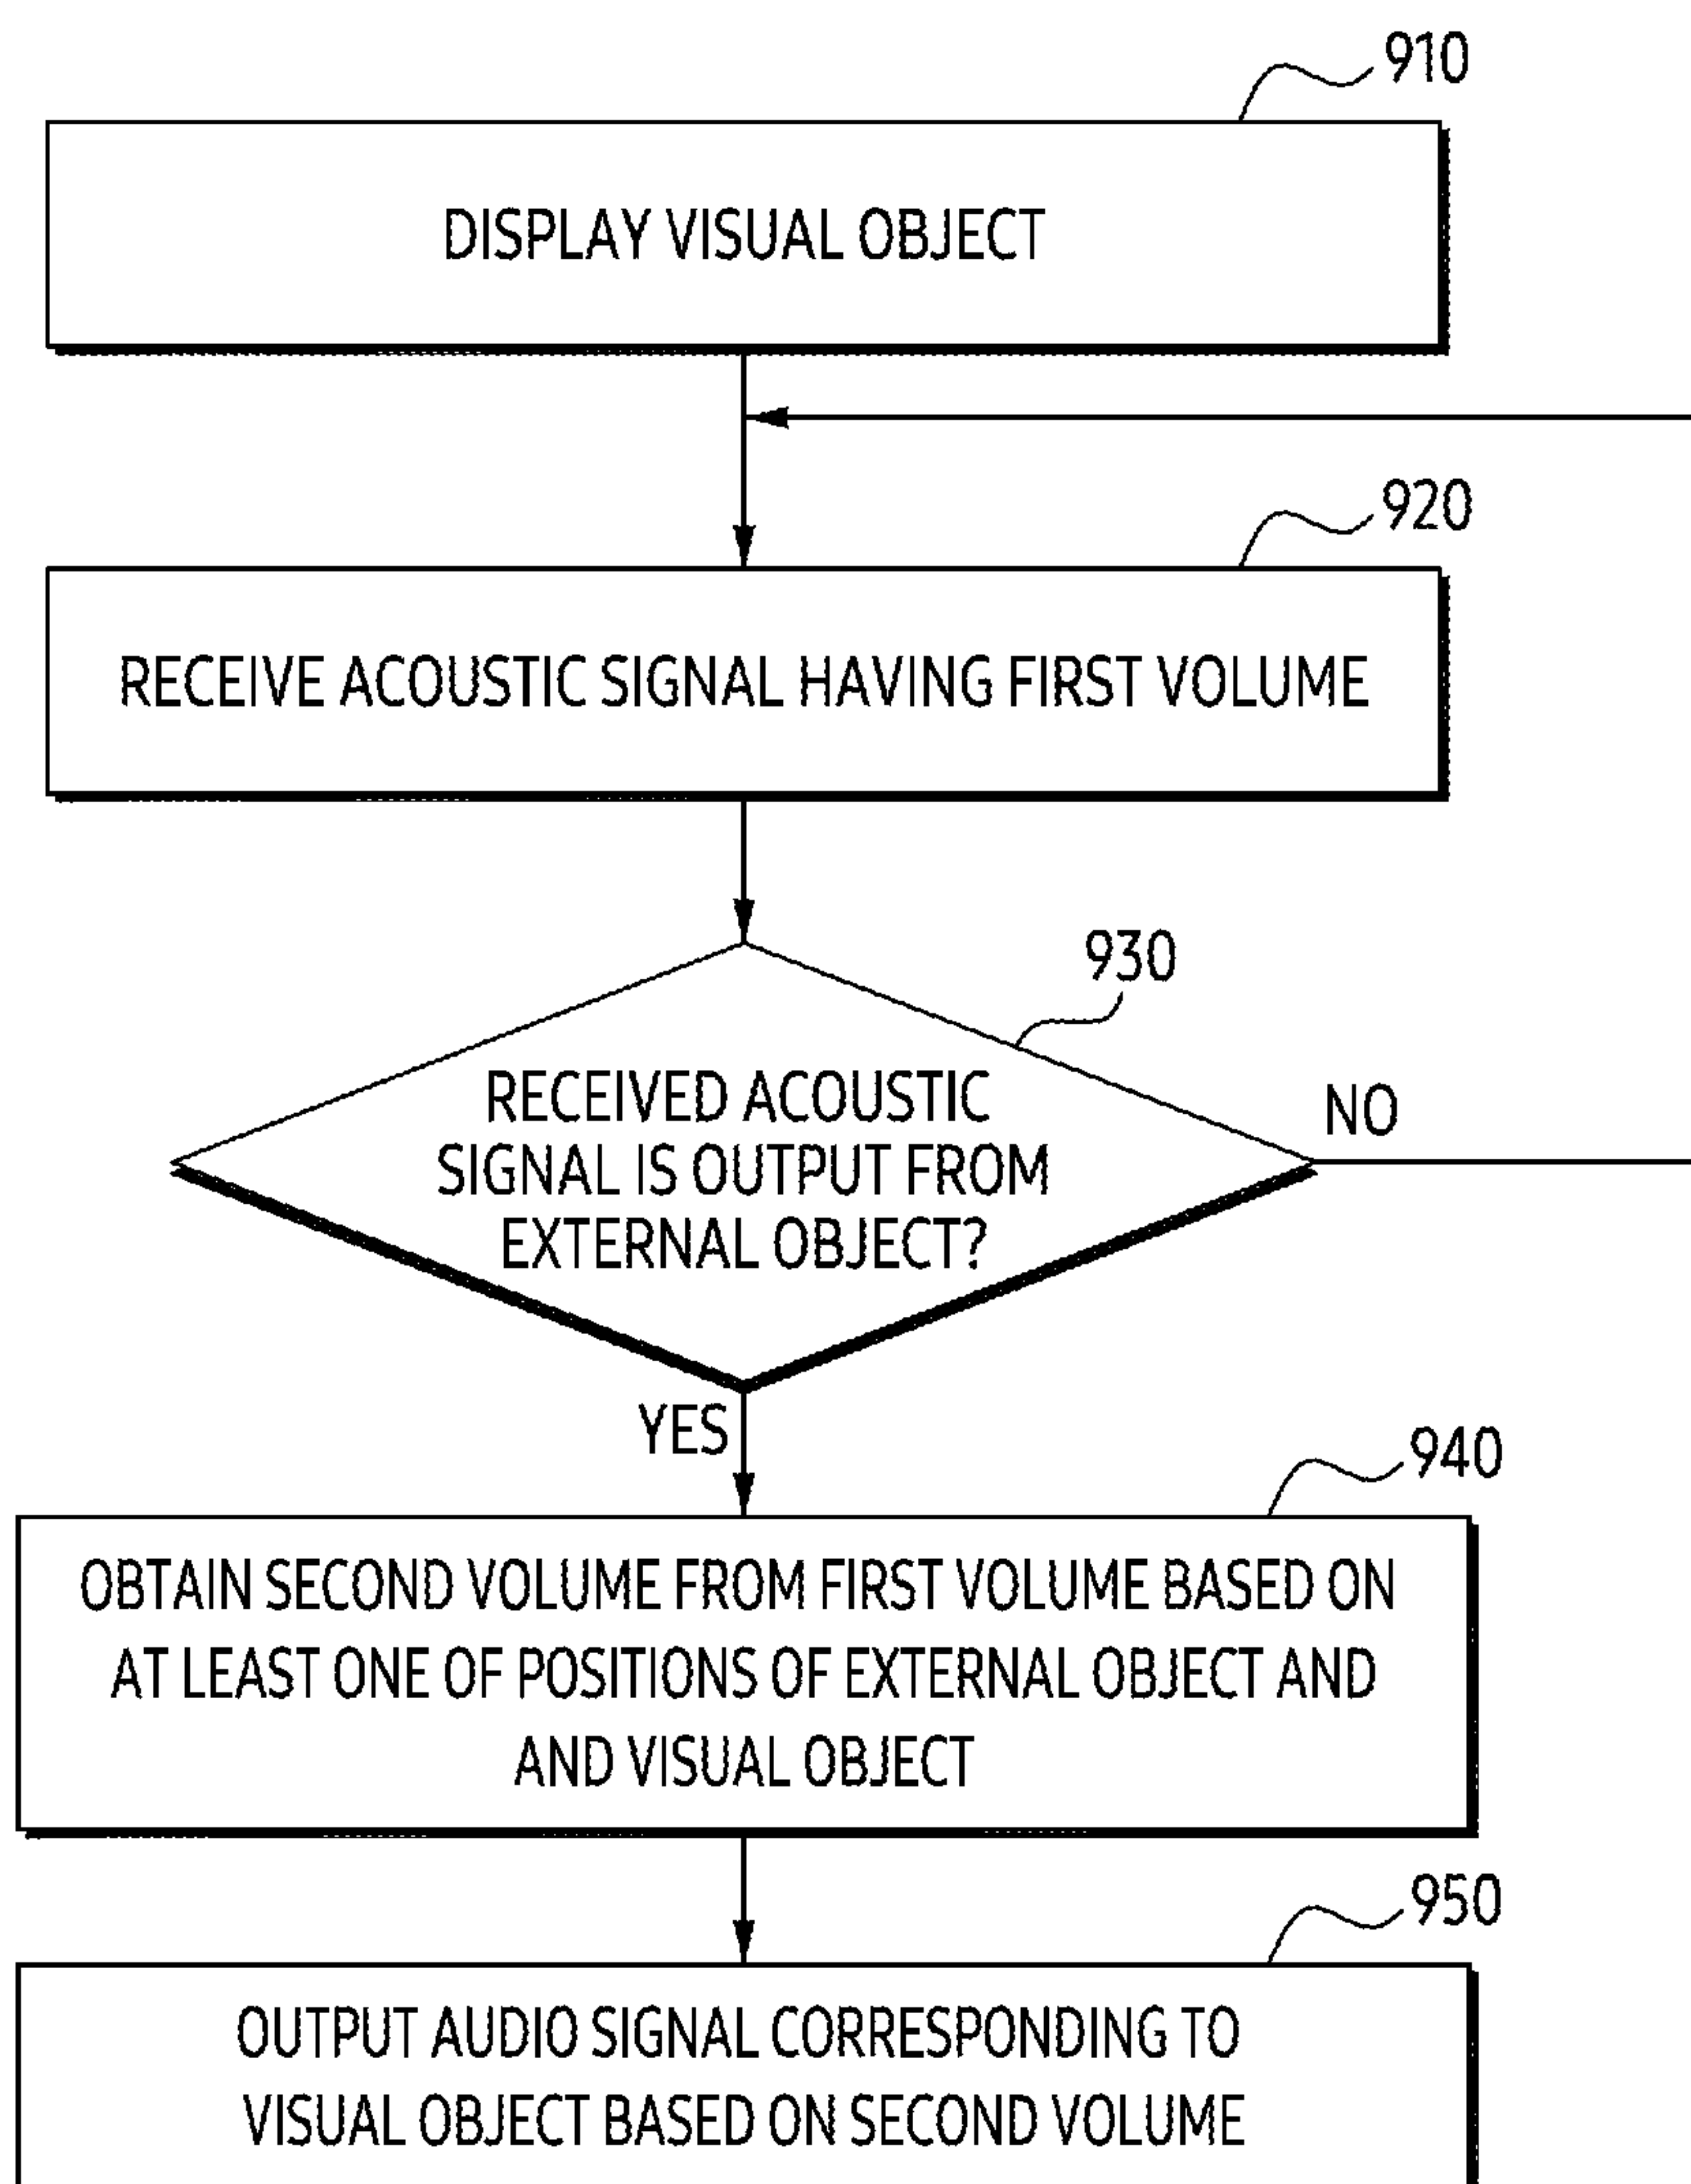 910
DISPLAY VISUAL OBJECT
920
RECEIVE ACOUSTIC SIGNAL HAVING FIRST VOLUME
930
RECEIVED ACOUSTIC
SIGNAL IS OUTPUT FROM
EXTERNAL OBJECT?
NO
YES
940
OBTAIN SECOND VOLUME FROM FIRST VOLUME BASED ON
AT LEAST ONE OF POSITIONS OF EXTERNAL OBJECT AND
AND VISUAL OBJECT
950
OUTPUT AUDIO SIGNAL CORRESPONDING TO
VISUAL OBJECT BASED ON SECOND VOLUME